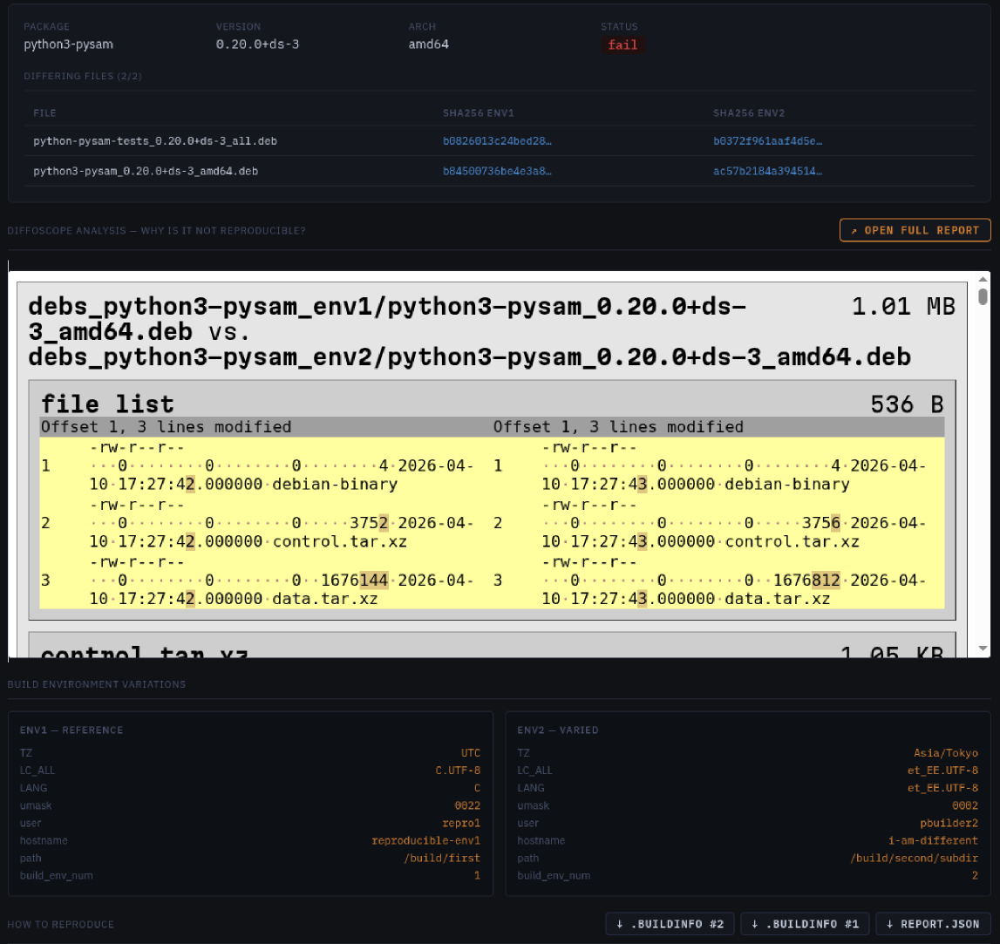 PACKAGE VERSION ARCH STATUS
python3-pysam 0.20.0+ds-3 amd64 fail
DIFFERING FILES (2/2)
FILE SHA256 ENV1 SHA256 ENV2
python-pysam-tests_0.20.0+ds-3_all.deb b0826013c24bed28… b0372f961aaf4d5e…
python3-pysam_0.20.0+ds-3_amd64.deb b84500736be4e3a8… ac57b2184a394514…
DIFFOSCOPE ANALYSIS — WHY IS IT NOT REPRODUCIBLE? ↗ OPEN FULL REPORT
debs_python3-pysam_env1/python3-pysam_0.20.0+ds- 1.01 MB
3_amd64.deb vs.
debs_python3-pysam_env2/python3-pysam_0.20.0+ds-3_amd64.deb
file list 536 B
Offset 1, 3 lines modified Offset 1, 3 lines modified
-rw-r--r-- -rw-r--r--
1 ···0········0········0········4·2026-04- 1 ···0········0········0········4·2026-04-
10·17:27:42.000000·debian-binary 10·17:27:43.000000·debian-binary
-rw-r--r-- -rw-r--r--
2 ···0········0········0·····3752·2026-04- 2 ···0········0········0·····3756·2026-04-
10·17:27:42.000000·control.tar.xz 10·17:27:43.000000·control.tar.xz
-rw-r--r-- -rw-r--r--
3 ···0········0········0··1676144·2026-04- 3 ···0········0········0··1676812·2026-04-
10·17:27:42.000000·data.tar.xz 10·17:27:43.000000·data.tar.xz
control.tar.xz 1.05 KB
BUILD ENVIRONMENT VARIATIONS
ENV1 — REFERENCE
TZ UTC
LC_ALL C.UTF-8
LANG C
umask 0022
user repro1
hostname reproducible-env1
path /build/first
build_env_num 1
ENV2 — VARIED
TZ Asia/Tokyo
LC_ALL et_EE.UTF-8
LANG et_EE.UTF-8
umask 0002
user pbuilder2
hostname i-am-different
path /build/second/subdir
build_env_num 2
HOW TO REPRODUCE ↓ .BUILDINFO #2 ↓ .BUILDINFO #1 ↓ REPORT.JSON